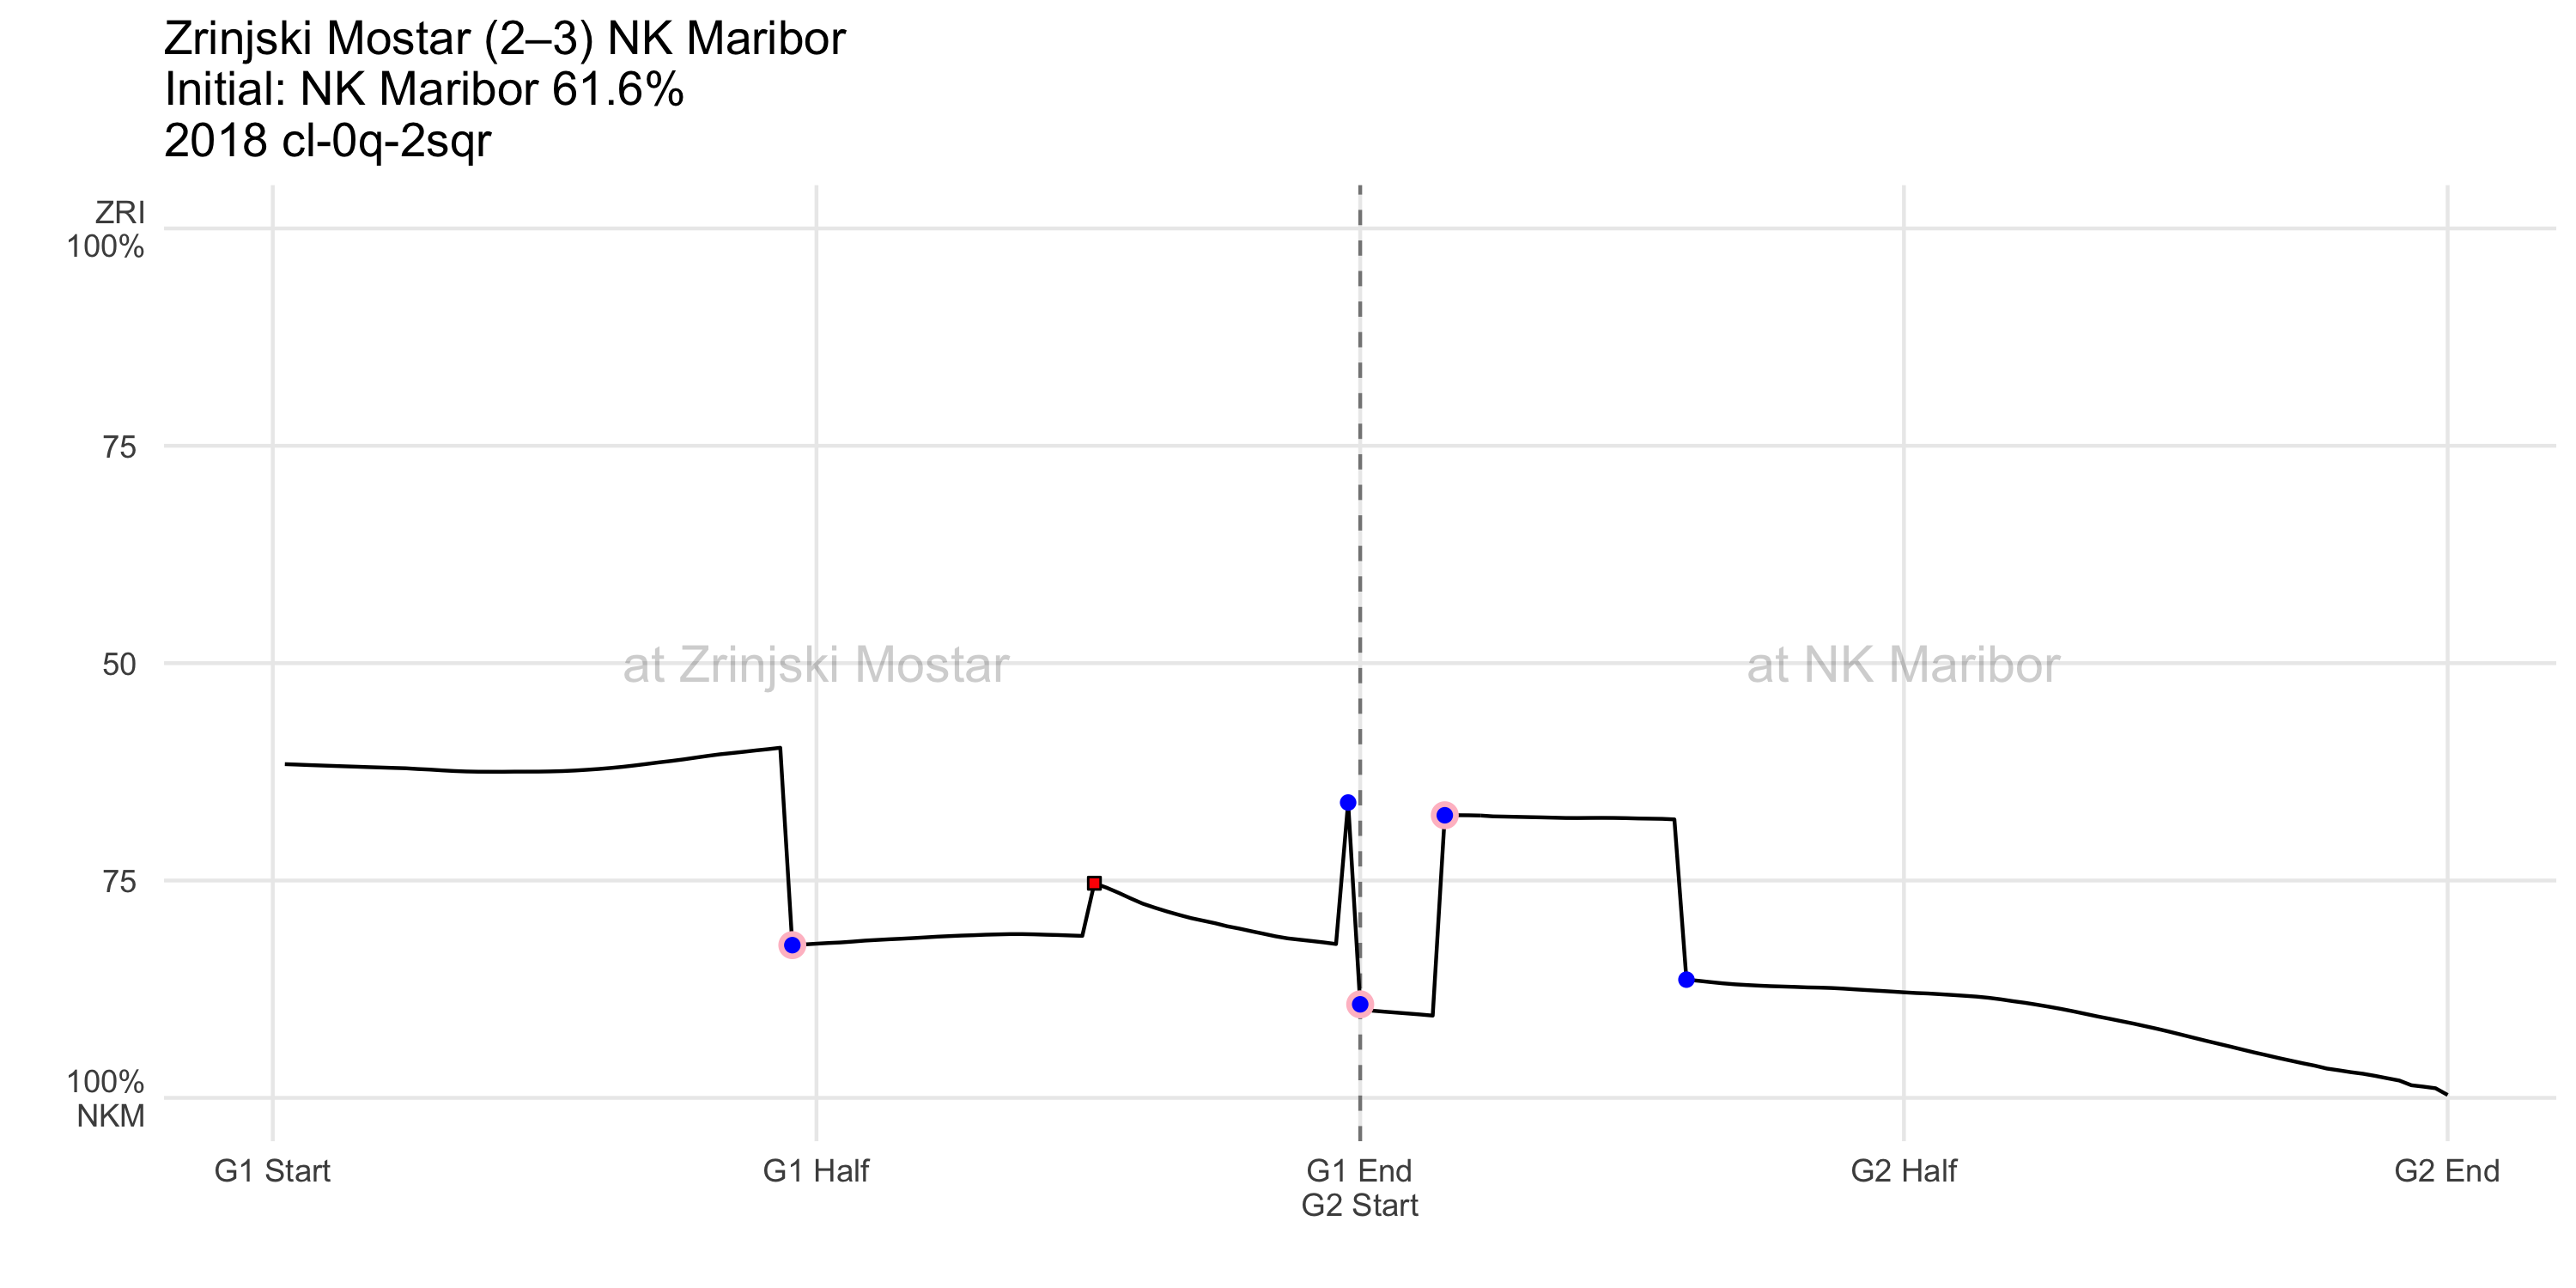 Zrinjski Mostar (2–3) NK Maribor
Initial: NK Maribor 61.6%
2018 cl-0q-2sqr
ZRI
100%
75
50
75
100%
NKM
at Zrinjski Mostar
at NK Maribor
G1 Start
G1 Half
G1 End
G2 Start
G2 Half
G2 End